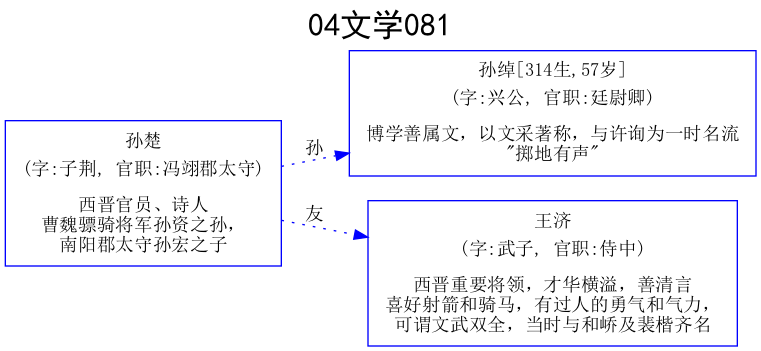 04文学081
孙绰[314生,57岁]
(字:兴公, 官职:廷尉卿)
博学善属文，以文采著称，与许询为一时名流
"掷地有声"
孙楚
(字:子荆, 官职:冯翊郡太守)
西晋官员、诗人
曹魏骠骑将军孙资之孙，
南阳郡太守孙宏之子
孙
友
王济
(字:武子, 官职:侍中)
西晋重要将领，才华横溢，善清言
喜好射箭和骑马，有过人的勇气和气力，
可谓文武双全，当时与和峤及裴楷齐名